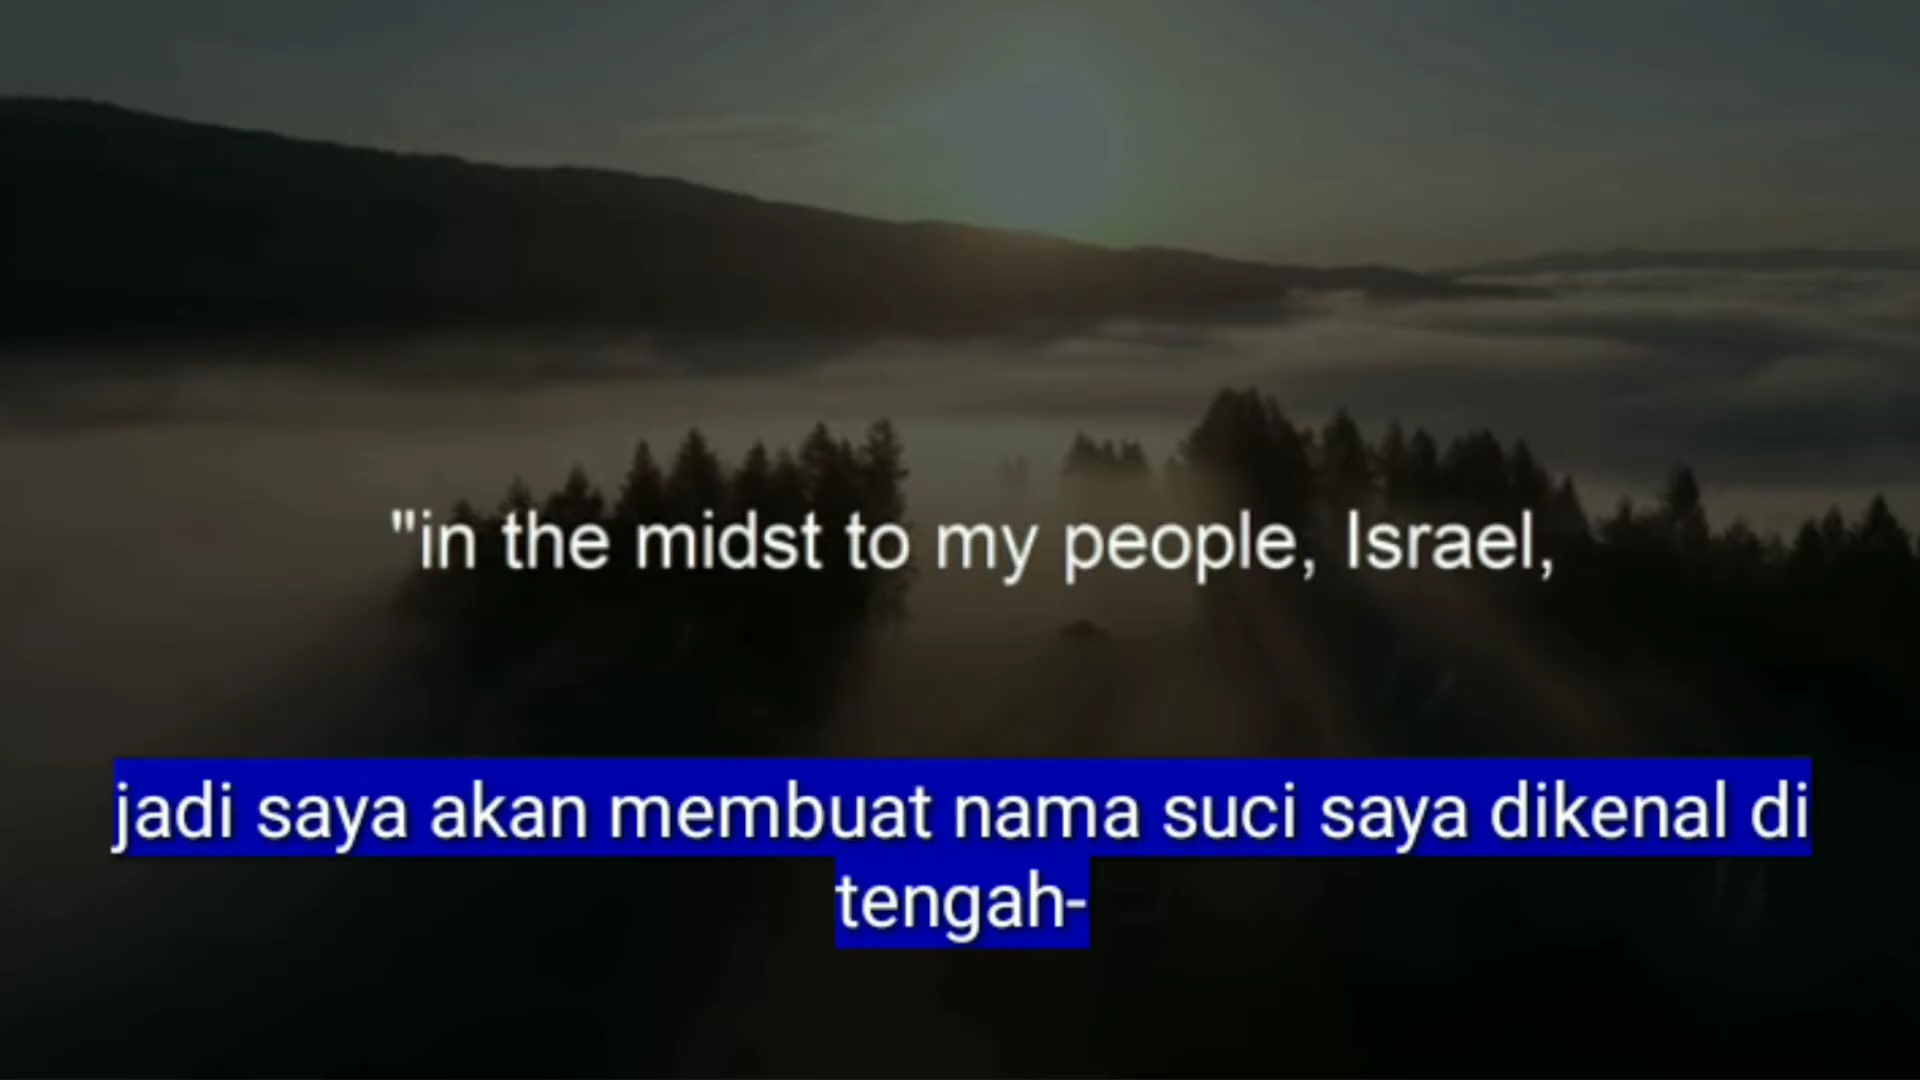 "in the midst to my people, Israel,
jadi saya akan membuat nama suci saya dikenal di
tengah-